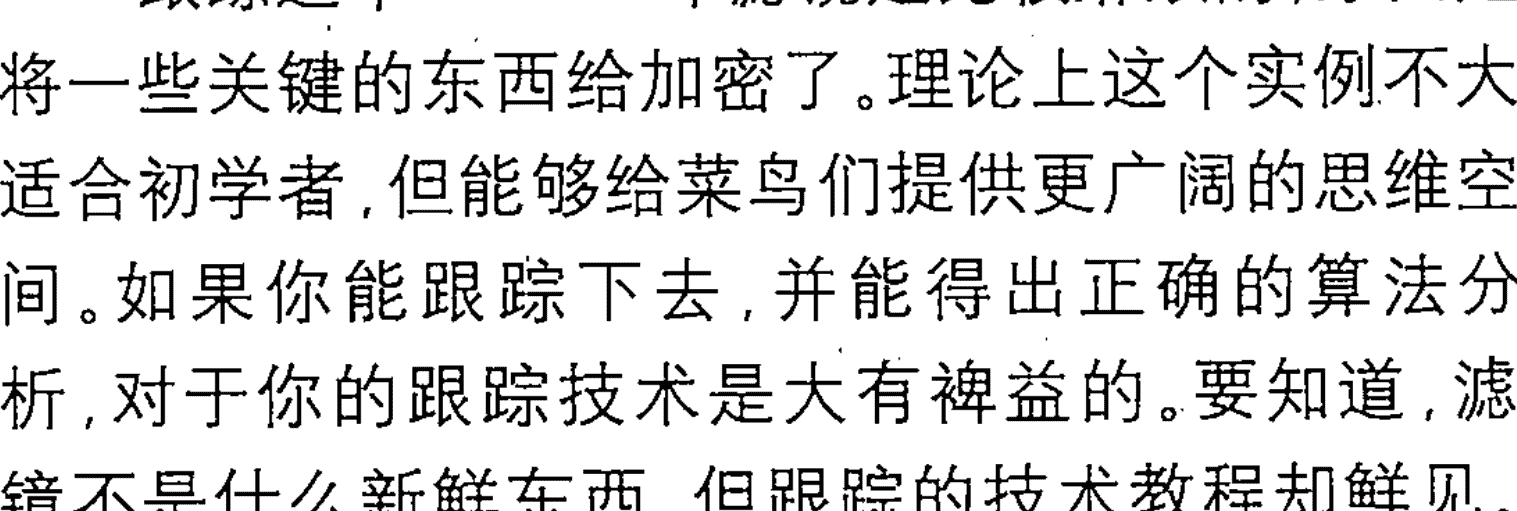 将一些关键的东西给加密了。理论上这个实例不大
适合初学者,但能够给菜鸟们提供更广阔的思维空
间。如果你能跟踪下去,并能得出正确的算法分
析,对于你的跟踪技术是大有裨益的。要知道,滤
镜不是什么新鲜东西,但跟踪的技术教程却鲜见。